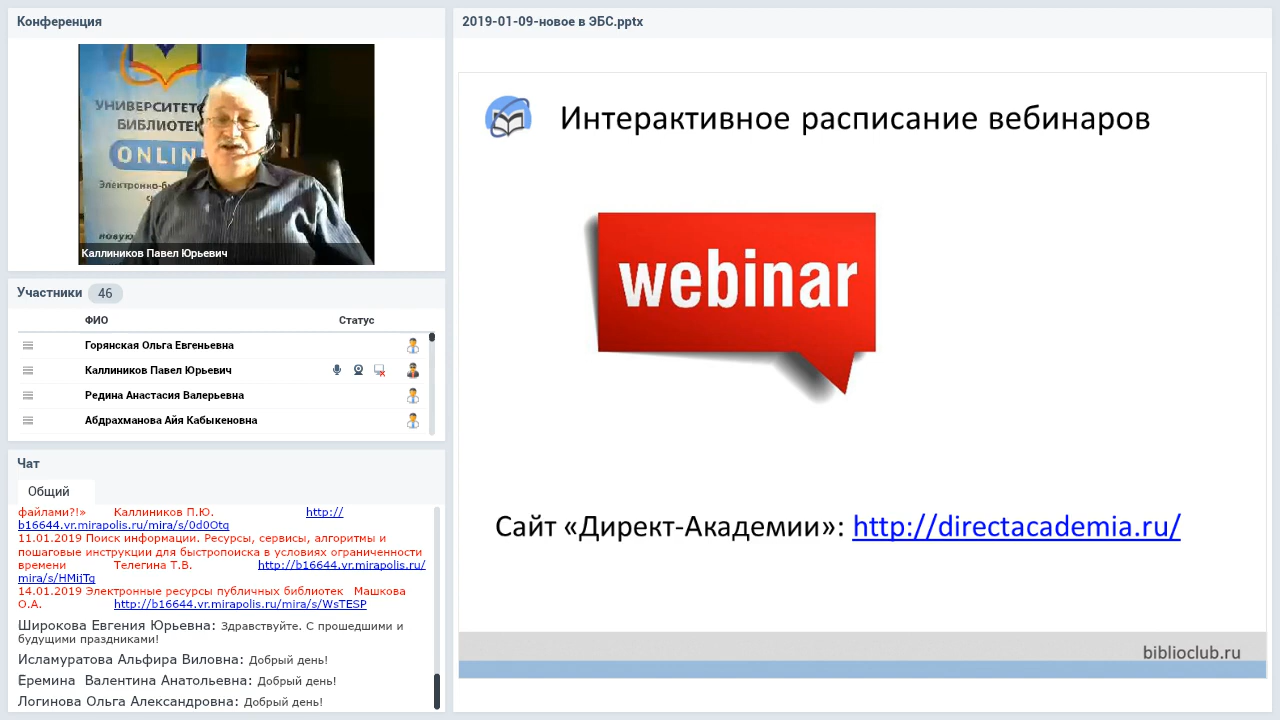 Конференция
УНИВЕРСИТЕТС
БИБЛИОТЕК
ONLINE
Каллиников Павел Юрьевич
Участники 46
ФИО Статус
Горянская Ольга Евгеньевна
Каллиников Павел Юрьевич
Редина Анастасия Валерьевна
Абдрахманова Айя Кабыкеновна
Чат
Общий
файлами?!» Каллиников П.Ю. http://
b16644.vr.mirapolis.ru/mira/s/0d0Otq
11.01.2019 Поиск информации. Ресурсы, сервисы, алгоритмы и
пошаговые инструкции для быстропоиска в условиях ограниченности
времени Телегина Т.В. http://b16644.vr.mirapolis.ru/
mira/s/HMijTq
14.01.2019 Электронные ресурсы публичных библиотек Машкова
О.А. http://b16644.vr.mirapolis.ru/mira/s/WsTESP
Широкова Евгения Юрьевна: Здравствуйте. С прошедшими и
будущими праздниками!
Исламуратова Альфира Виловна: Добрый день!
Еремина Валентина Анатольевна: Добрый день!
Логинова Ольга Александровна: Добрый день!
2019-01-09-новое в ЭБС.pptx
Интерактивное расписание вебинаров
webinar
Сайт «Директ-Академии»: http://directacademia.ru/
biblioclub.ru